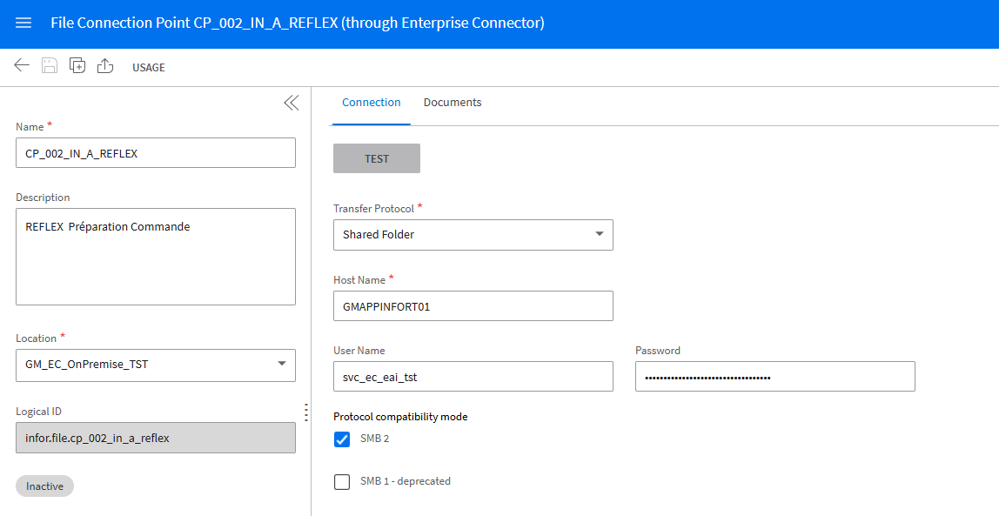 File Connection Point CP_002_IN_A_REFLEX (through Enterprise Connector)
USAGE
Name *
CP_002_IN_A_REFLEX
Description
REFLEX Préparation Commande
Location *
GM_EC_OnPremise_TST
Logical ID
infor.file.cp_002_in_a_reflex
Inactive
Connection Documents
TEST
Transfer Protocol *
Shared Folder
Host Name *
GMAPPINFORT01
User Name Password
svc_ec_eai_tst ••••••••••••••••••••••••••••••••••
Protocol compatibility mode
SMB 2
SMB 1 - deprecated